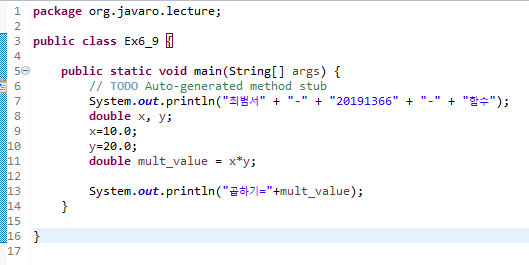 1 package org.javaro.lecture;
2
3 public class Ex6_9 {
4
5 public static void main(String[] args) {
6 // TODO Auto-generated method stub
7 System.out.println("최범서" + "-" + "20191366" + "-" + "함수");
8 double x, y;
9 x=10.0;
10 y=20.0;
11 double mult_value = x*y;
12
13 System.out.println("곱하기="+mult_value);
14 }
15
16 }
17